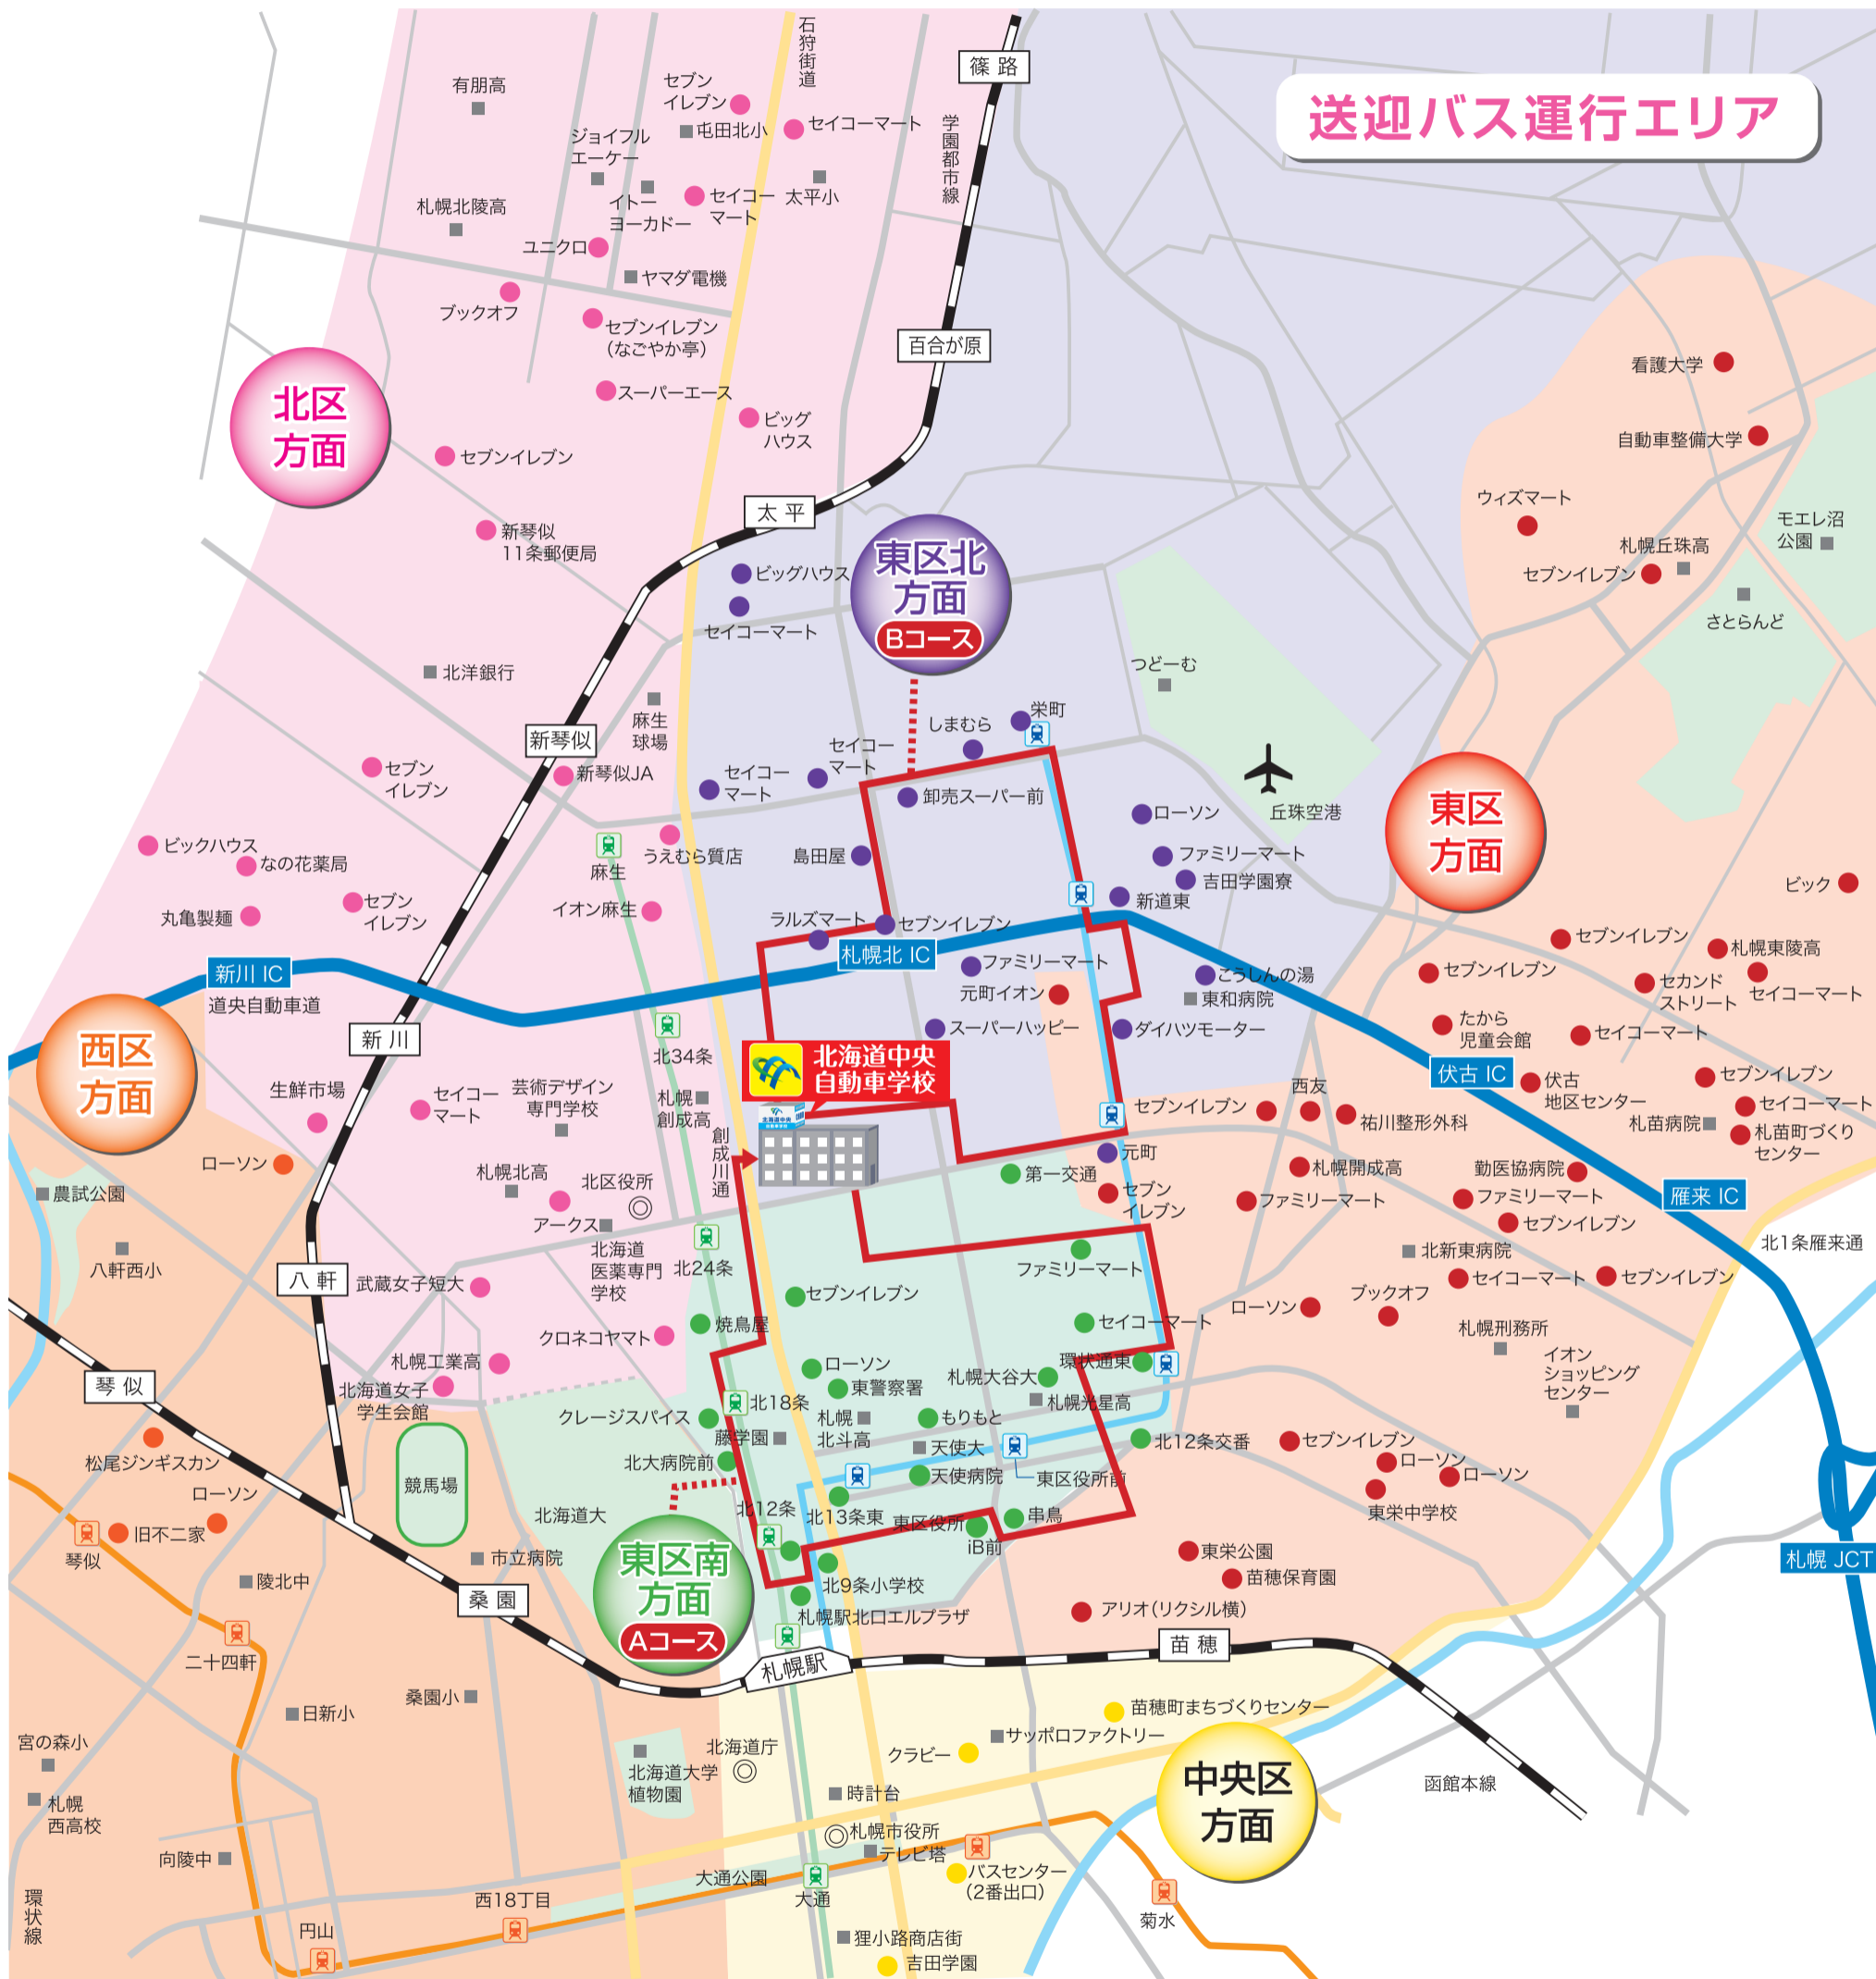 送迎バス運行エリア
石狩街道
篠路
学園都市線
有朋高
セブン
イレブン
屯田北小
セイコーマート
ジョイフル
エーケー
イトー
ヨーカドー
セイコー
マート
太平小
札幌北陵高
ユニクロ
ヤマダ電機
ブックオフ
セブンイレブン
(なごやか亭)
百合が原
スーパーエース
ビッグ
ハウス
北区
方面
セブンイレブン
新琴似
11条郵便局
太平
看護大学
自動車整備大学
ウィズマート
モエレ沼
公園
札幌丘珠高
セブンイレブン
さとらんど
東区北
方面
Bコース
ビッグハウス
セイコーマート
北洋銀行
つどーむ
麻生
球場
新琴似
新琴似JA
しまむら
栄町
セイコー
マート
セイコー
マート
卸売スーパー前
ローソン
丘珠空港
東区
方面
セブン
イレブン
ビックハウス
なの花薬局
丸亀製麺
セブン
イレブン
麻生
うえむら質店
イオン麻生
島田屋
ファミリーマート
吉田学園寮
新道東
ラルズマート
セブンイレブン
札幌北 IC
ビック
セブンイレブン
札幌東陵高
セブンイレブン
セカンド
ストリート
セイコーマート
新川 IC
道央自動車道
ファミリーマート
元町イオン
こうしんの湯
東和病院
スーパーハッピー
ダイハツモーター
たから
児童会館
セイコーマート
西区
方面
新川
北34条
北海道中央
自動車学校
伏古 IC
伏古
地区センター
セブンイレブン
セイコーマート
札苗病院
札苗町づくり
センター
生鮮市場
セイコー
マート
芸術デザイン
専門学校
札幌
創成高
創成川通
セブンイレブン
西友
祐川整形外科
ローソン
農試公園
札幌北高
北区役所
元町
第一交通
札幌開成高
勤医協病院
雁来 IC
セブン
イレブン
ファミリーマート
ファミリーマート
セブンイレブン
アークス
八軒西小
八軒
北海道
医薬専門
学校
北24条
ファミリーマート
北新東病院
北1条雁来通
武蔵女子短大
セブンイレブン
セイコーマート
セブンイレブン
ブックオフ
ローソン
焼鳥屋
セイコーマート
クロネコヤマト
札幌刑務所
琴似
札幌工業高
北海道女子
学生会館
ローソン
東警察署
札幌大谷大
環状通東
イオン
ショッピング
センター
北18条
札幌光星高
クレージスパイス
藤学園
札幌
北斗高
もりもと
天使大
北12条交番
セブンイレブン
松尾ジンギスカン
競馬場
北大病院前
天使病院
東区役所前
ローソン
ローソン
ローソン
東栄中学校
北海道大
北12条
北13条東
東区役所
iB前
串鳥
旧不二家
琴似
市立病院
東区南
方面
Aコース
東栄公園
札幌 JCT
陵北中
桑園
北9条小学校
苗穂保育園
札幌駅北口エルプラザ
アリオ(リクシル横)
二十四軒
札幌駅
苗穂
桑園小
日新小
苗穂町まちづくりセンター
宮の森小
北海道庁
クラビー
サッポロファクトリー
北海道大学
植物園
中央区
方面
札幌
西高校
時計台
函館本線
札幌市役所
テレビ塔
向陵中
大通公園
大通
バスセンター
(2番出口)
環状線
西18丁目
菊水
円山
狸小路商店街
吉田学園